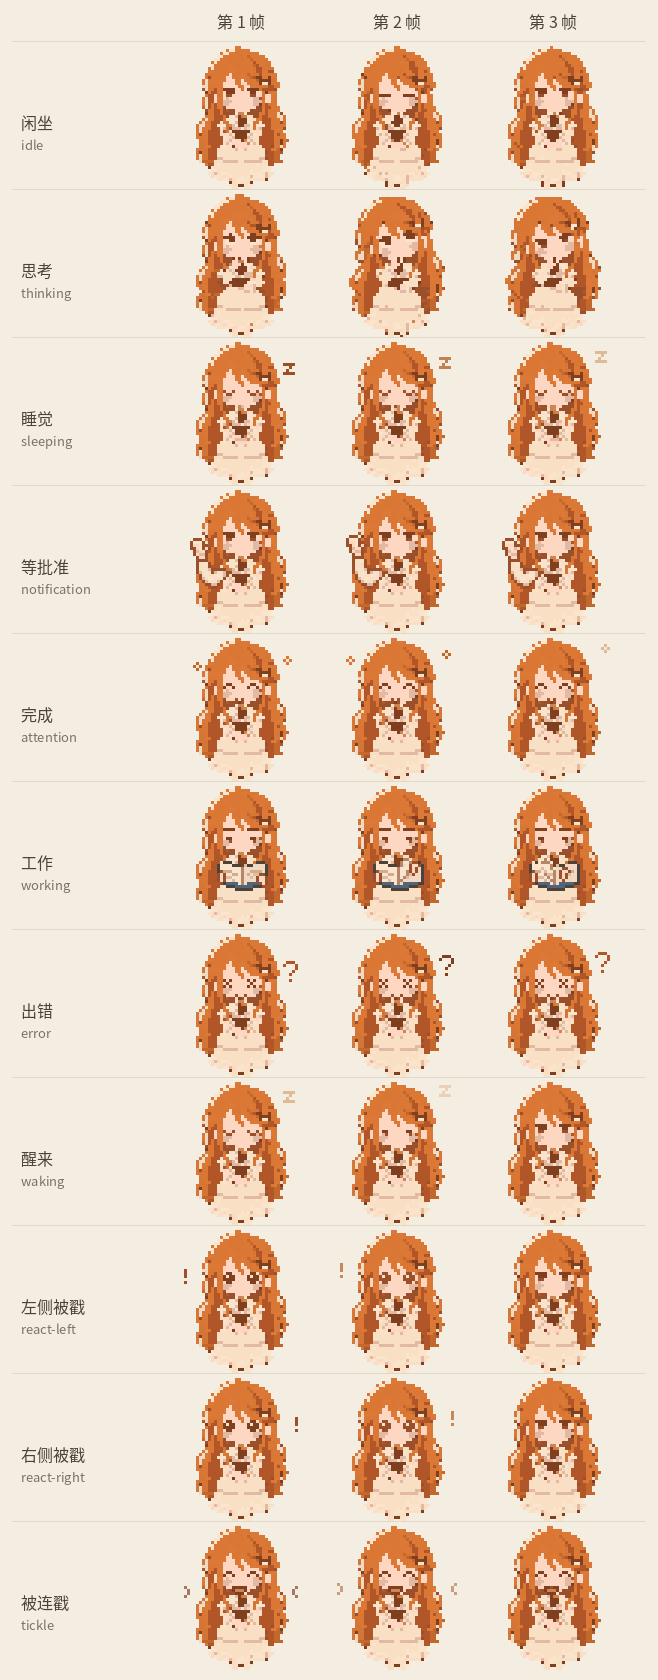 第 1 帧 第 2 帧 第 3 帧
闲坐
idle
思考
thinking
z z z
睡觉
sleeping
等批准
notification
完成
attention
工作
working
? ? ?
出错
error
z z
醒来
waking
! !
左侧被戳
react-left
! !
右侧被戳
react-right
被连戳
tickle